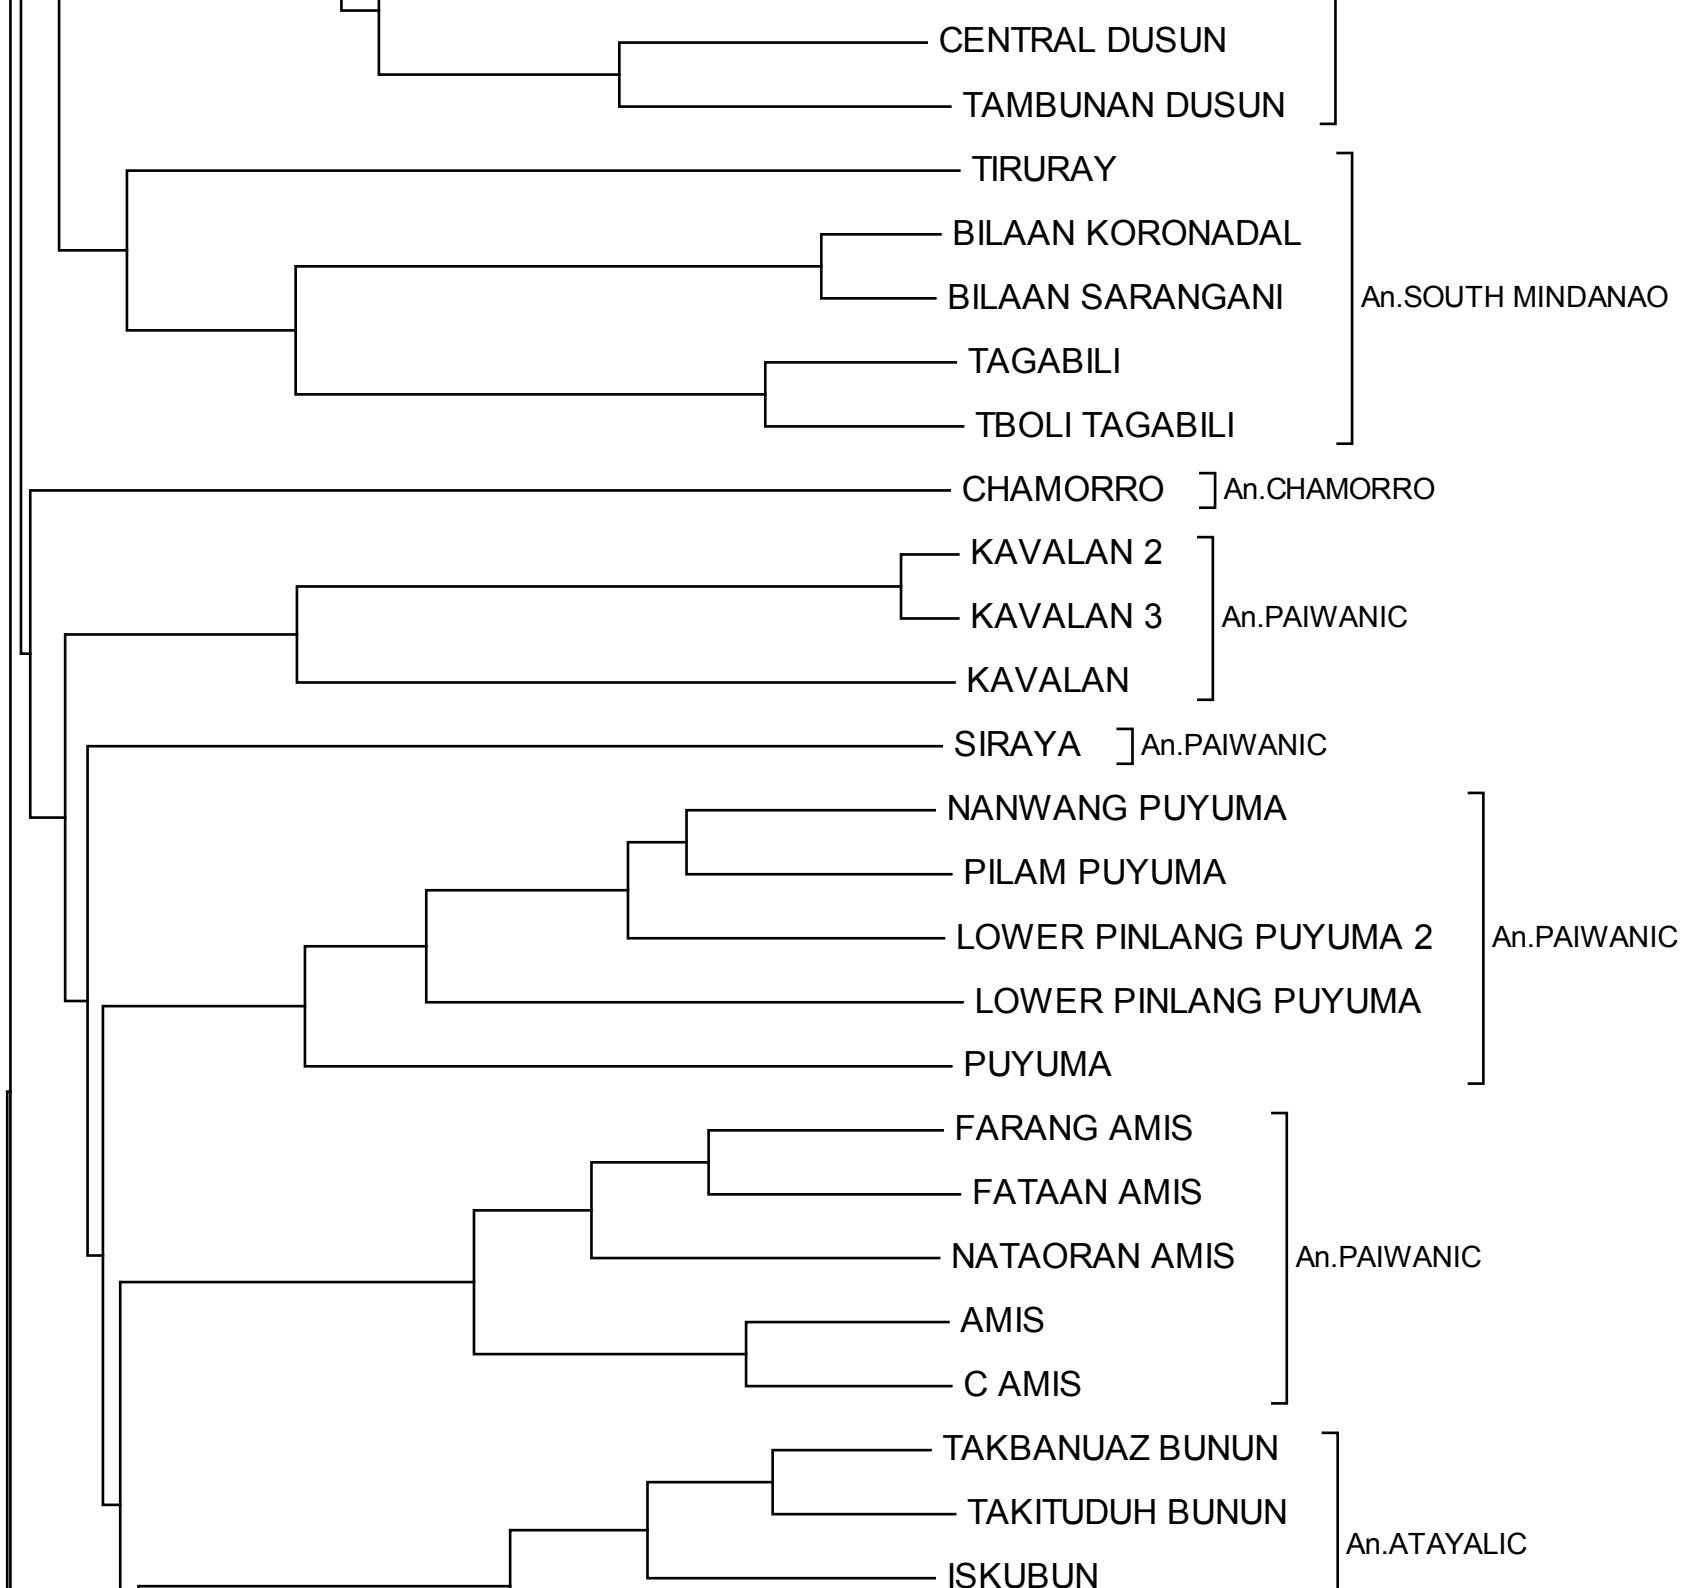 CENTRAL DUSUN
TAMBUNAN DUSUN
TIRURAY
BILAAN KORONADAL
BILAAN SARANGANI
An.SOUTH MINDANAO
TAGABILI
TBOLI TAGABILI
CHAMORRO
An.CHAMORRO
KAVALAN 2
KAVALAN 3
An.PAIWANIC
KAVALAN
SIRAYA
An.PAIWANIC
NANWANG PUYUMA
PILAM PUYUMA
LOWER PINLANG PUYUMA 2
An.PAIWANIC
LOWER PINLANG PUYUMA
PUYUMA
FARANG AMIS
FATAAN AMIS
NATAORAN AMIS
An.PAIWANIC
AMIS
C AMIS
TAKBANUAZ BUNUN
TAKITUDUH BUNUN
An.ATAYALIC
ISKUBUN